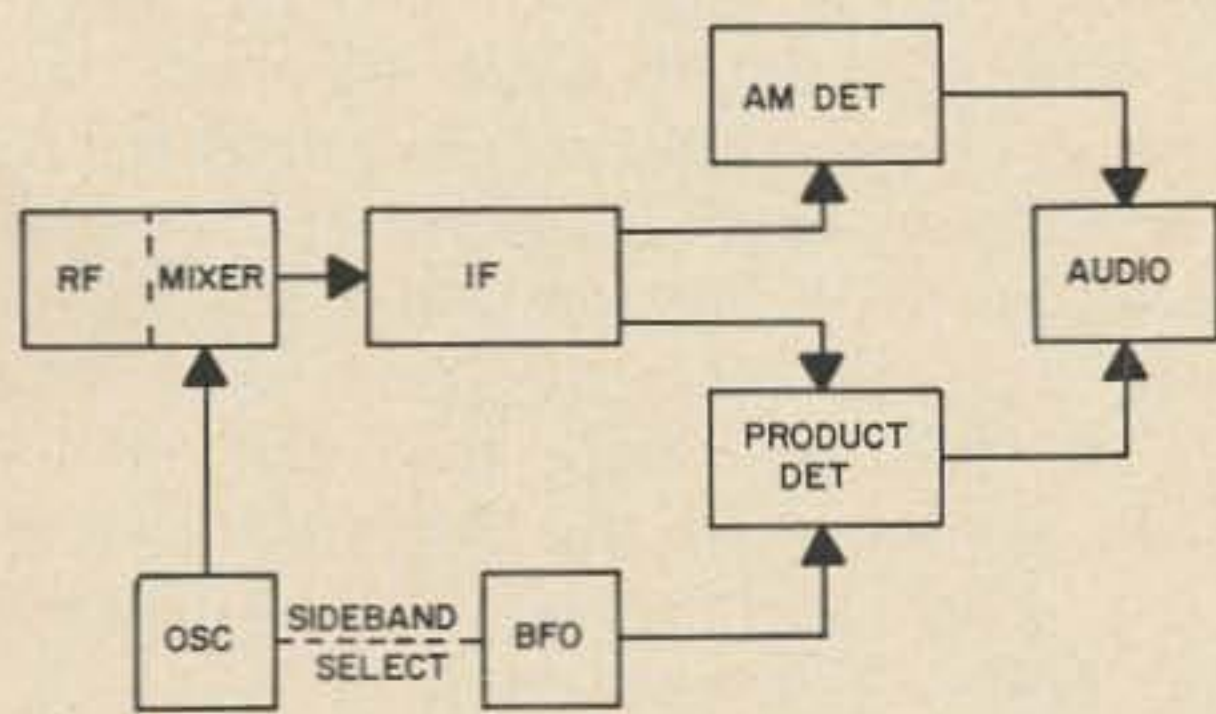 AM DET
RF
MIXER
IF
AUDIO
PRODUCT
DET
OSC
SIDEBAND
SELECT
BFO